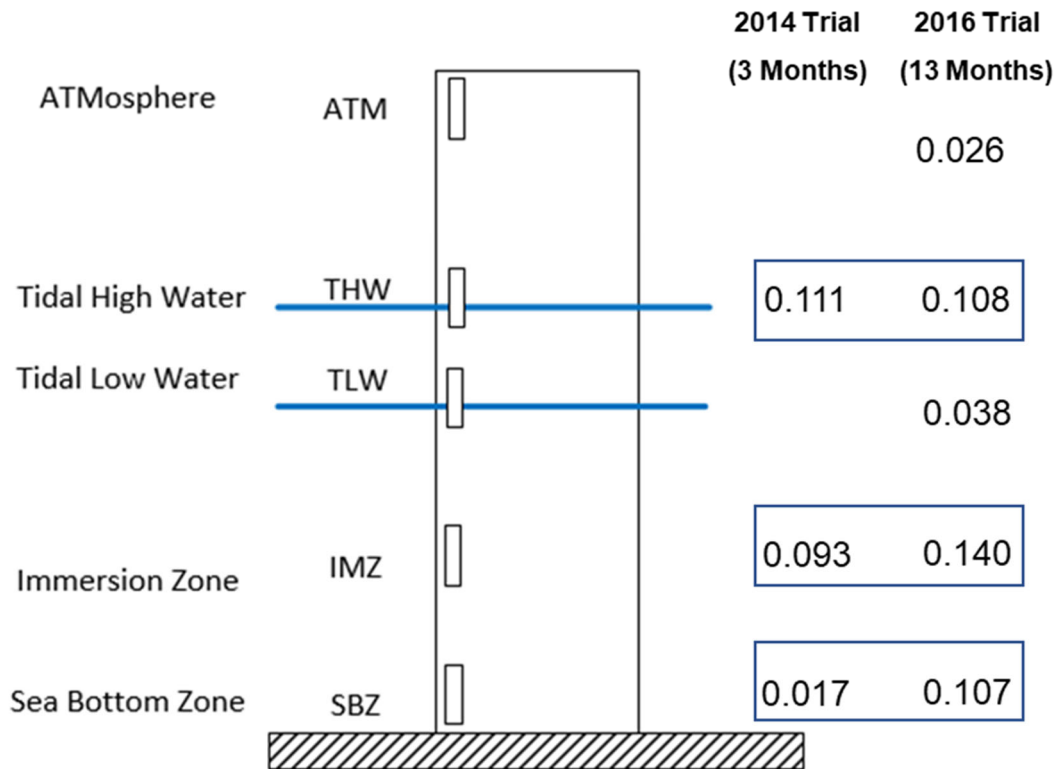 2014 Trial 2016 Trial
(3 Months) (13 Months)
ATMosphere ATM
0.026
Tidal High Water THW 0.111 0.108
Tidal Low Water TLW
0.038
Immersion Zone IMZ 0.093 0.140
Sea Bottom Zone SBZ 0.017 0.107